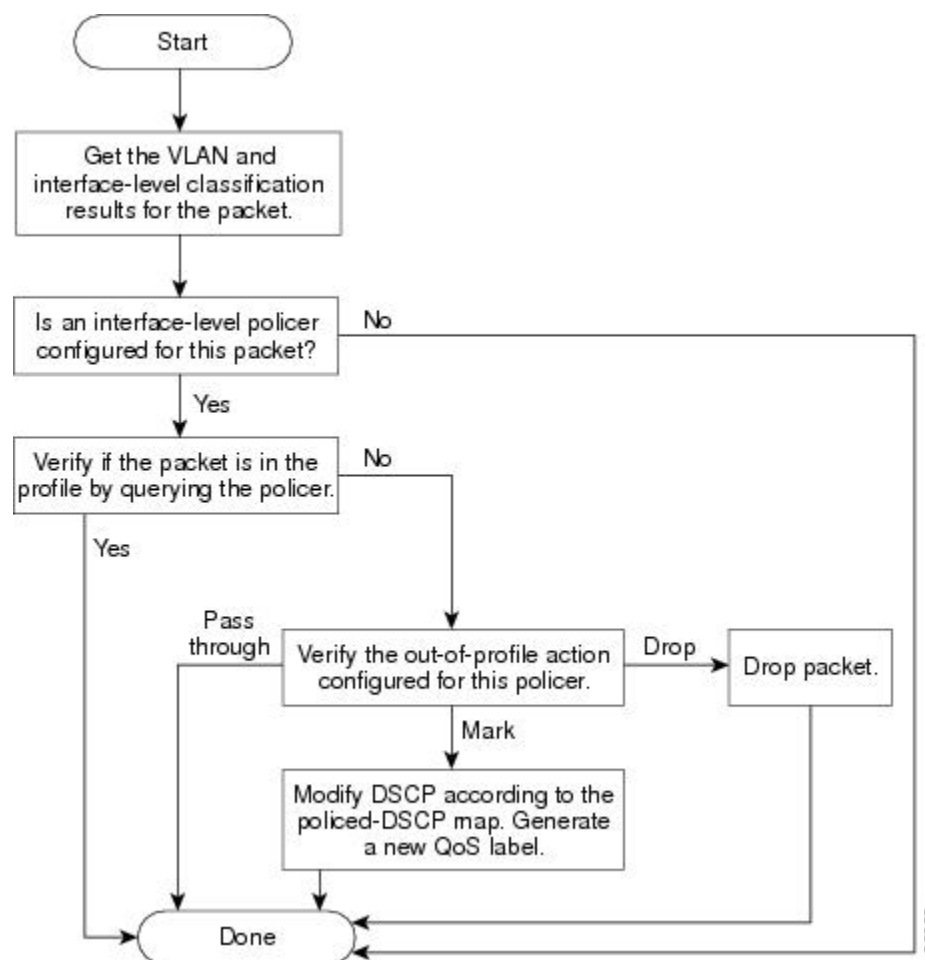 Start
Get the VLAN and
interface-level classification
results for the packet.
Is an interface-level policer
configured for this packet?
No
Yes
Verify if the packet is in the
profile by querying the policer.
No
Yes
Pass
through
Verify the out-of-profile action
configured for this policer.
Drop
Drop packet.
Mark
Modify DSCP according to the
policed-DSCP map. Generate
a new QoS label.
Done